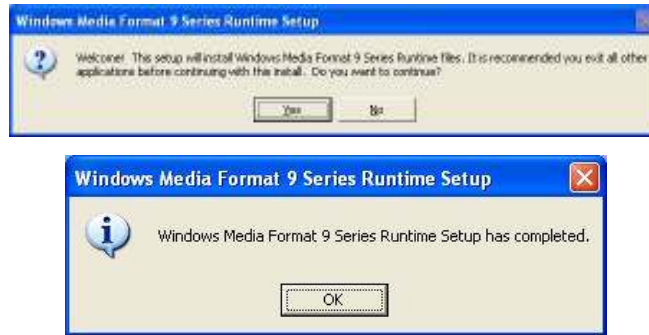 Windows Media Format 9 Series Runtime Setup
Welcome! This setup will install Windows Media Format 9 Series Runtime files. It is recommended you exit all other
applications before continuing with this install. Do you want to continue?
Yes No
Windows Media Format 9 Series Runtime Setup
Windows Media Format 9 Series Runtime Setup has completed.
OK